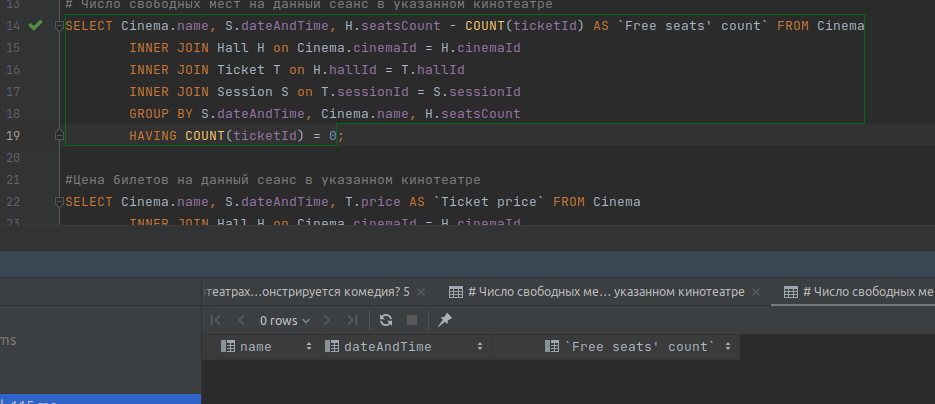 13 # Число свободных мест на данный сеанс в указанном кинотеатре
14 SELECT Cinema.name, S.dateAndTime, H.seatsCount - COUNT(ticketId) AS `Free seats' count` FROM Cinema
15 INNER JOIN Hall H on Cinema.cinemaId = H.cinemaId
16 INNER JOIN Ticket T on H.hallId = T.hallId
17 INNER JOIN Session S on T.sessionId = S.sessionId
18 GROUP BY S.dateAndTime, Cinema.name, H.seatsCount
19 HAVING COUNT(ticketId) = 0;
20
21 #Цена билетов на данный сеанс в указанном кинотеатре
22 SELECT Cinema.name, S.dateAndTime, T.price AS `Ticket price` FROM Cinema
23 INNER JOIN Hall H on Cinema.cinemaId = H.cinemaId
отеатрах...онстрируется комедия? 5 # Число свободных ме... указанном кинотеатре # Число свободных ме
0 rows
ms
name dateAndTime `Free seats' count`
115 ms